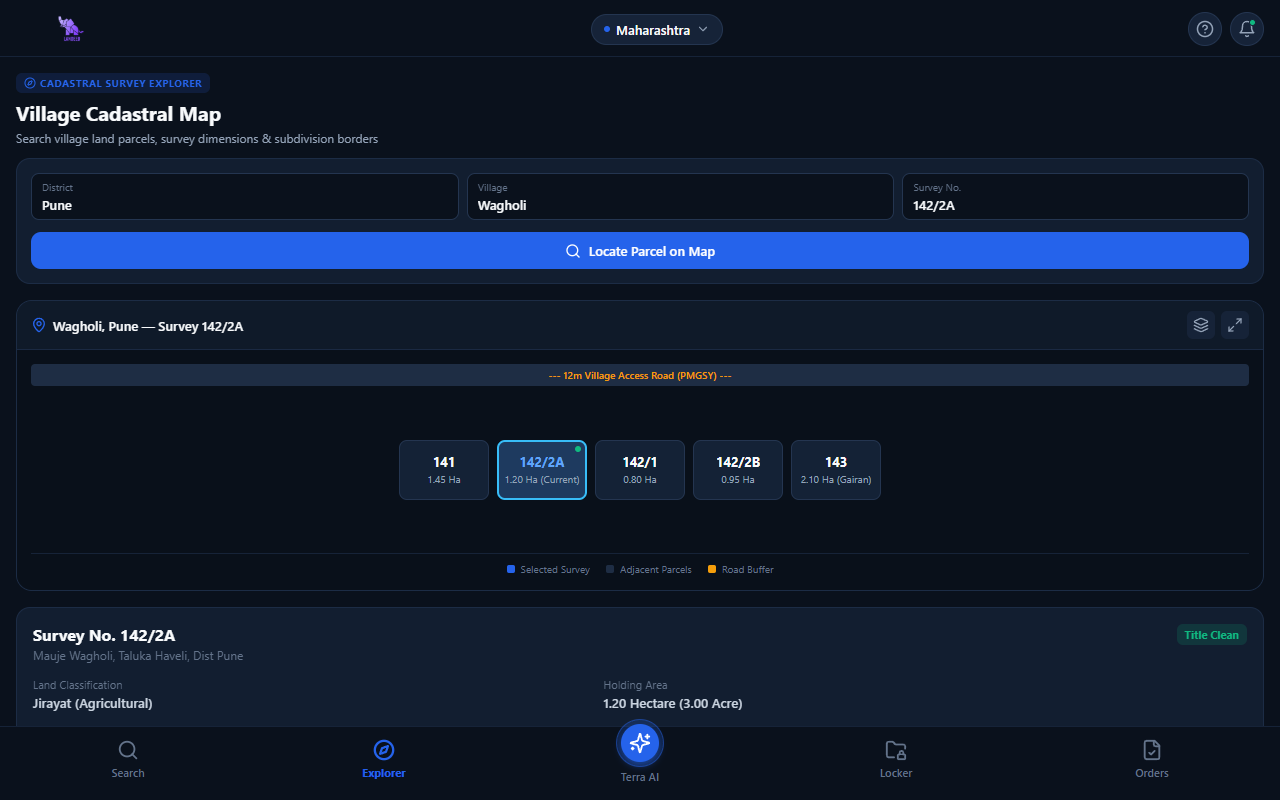 Maharashtra
CADASTRAL SURVEY EXPLORER
Village Cadastral Map
Search village land parcels, survey dimensions & subdivision borders
District
Pune
Village
Wagholi
Survey No.
142/2A
Locate Parcel on Map
Wagholi, Pune — Survey 142/2A
--- 12m Village Access Road (PMGSY) ---
141
1.45 Ha
142/2A
1.20 Ha (Current)
142/1
0.80 Ha
142/2B
0.95 Ha
143
2.10 Ha (Gairan)
Selected Survey
Adjacent Parcels
Road Buffer
Survey No. 142/2A
Title Clean
Mauje Wagholi, Taluka Haveli, Dist Pune
Land Classification
Jirayat (Agricultural)
Holding Area
1.20 Hectare (3.00 Acre)
Search
Explorer
Terra AI
Locker
Orders